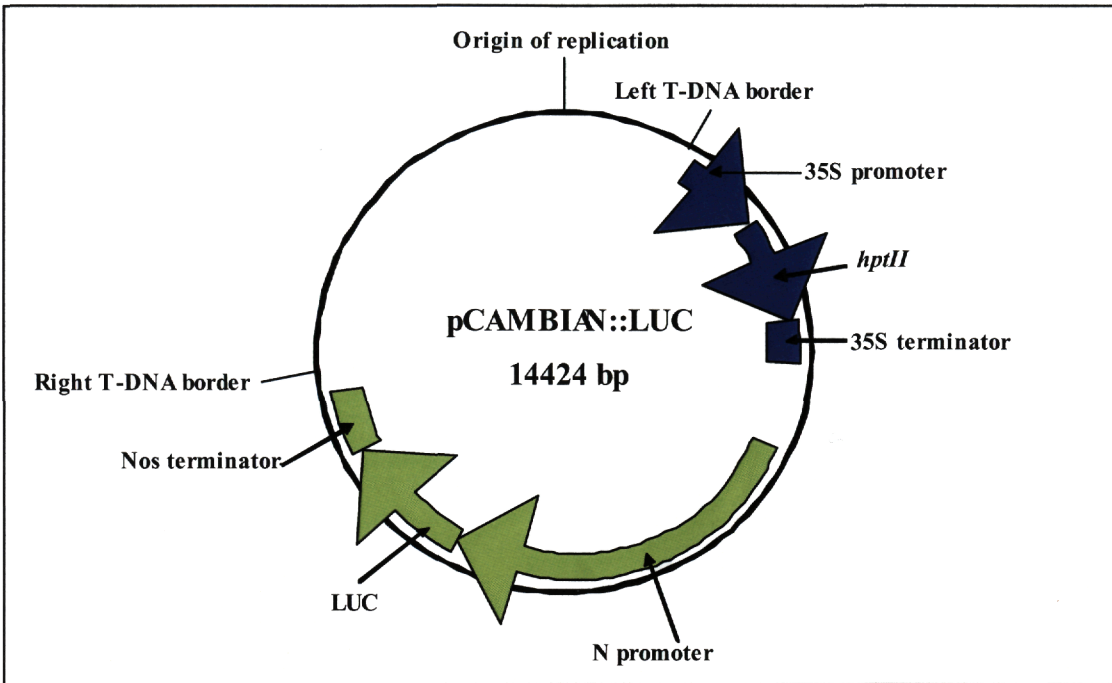 Origin of replication
Left T-DNA border
35S promoter
hptII
pCAMBIAN::LUC
14424 bp
35S terminator
Right T-DNA border
Nos terminator
LUC
N promoter